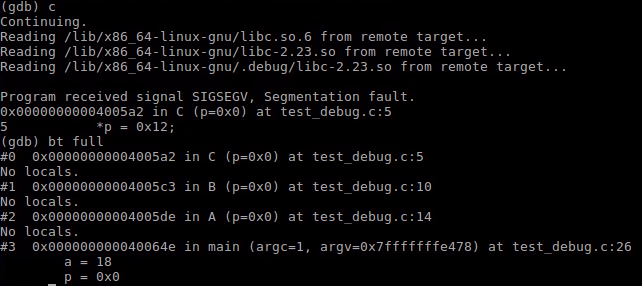 (gdb) c
Continuing.
Reading /lib/x86_64-linux-gnu/libc.so.6 from remote target...
Reading /lib/x86_64-linux-gnu/libc-2.23.so from remote target...
Reading /lib/x86_64-linux-gnu/.debug/libc-2.23.so from remote target...
Program received signal SIGSEGV, Segmentation fault.
0x00000000004005a2 in C (p=0x0) at test_debug.c:5
5 *p = 0x12;
(gdb) bt full
#0 0x00000000004005a2 in C (p=0x0) at test_debug.c:5
No locals.
#1 0x00000000004005c3 in B (p=0x0) at test_debug.c:10
No locals.
#2 0x00000000004005de in A (p=0x0) at test_debug.c:14
No locals.
#3 0x000000000040064e in main (argc=1, argv=0x7fffffffe478) at test_debug.c:26
a = 18
p = 0x0